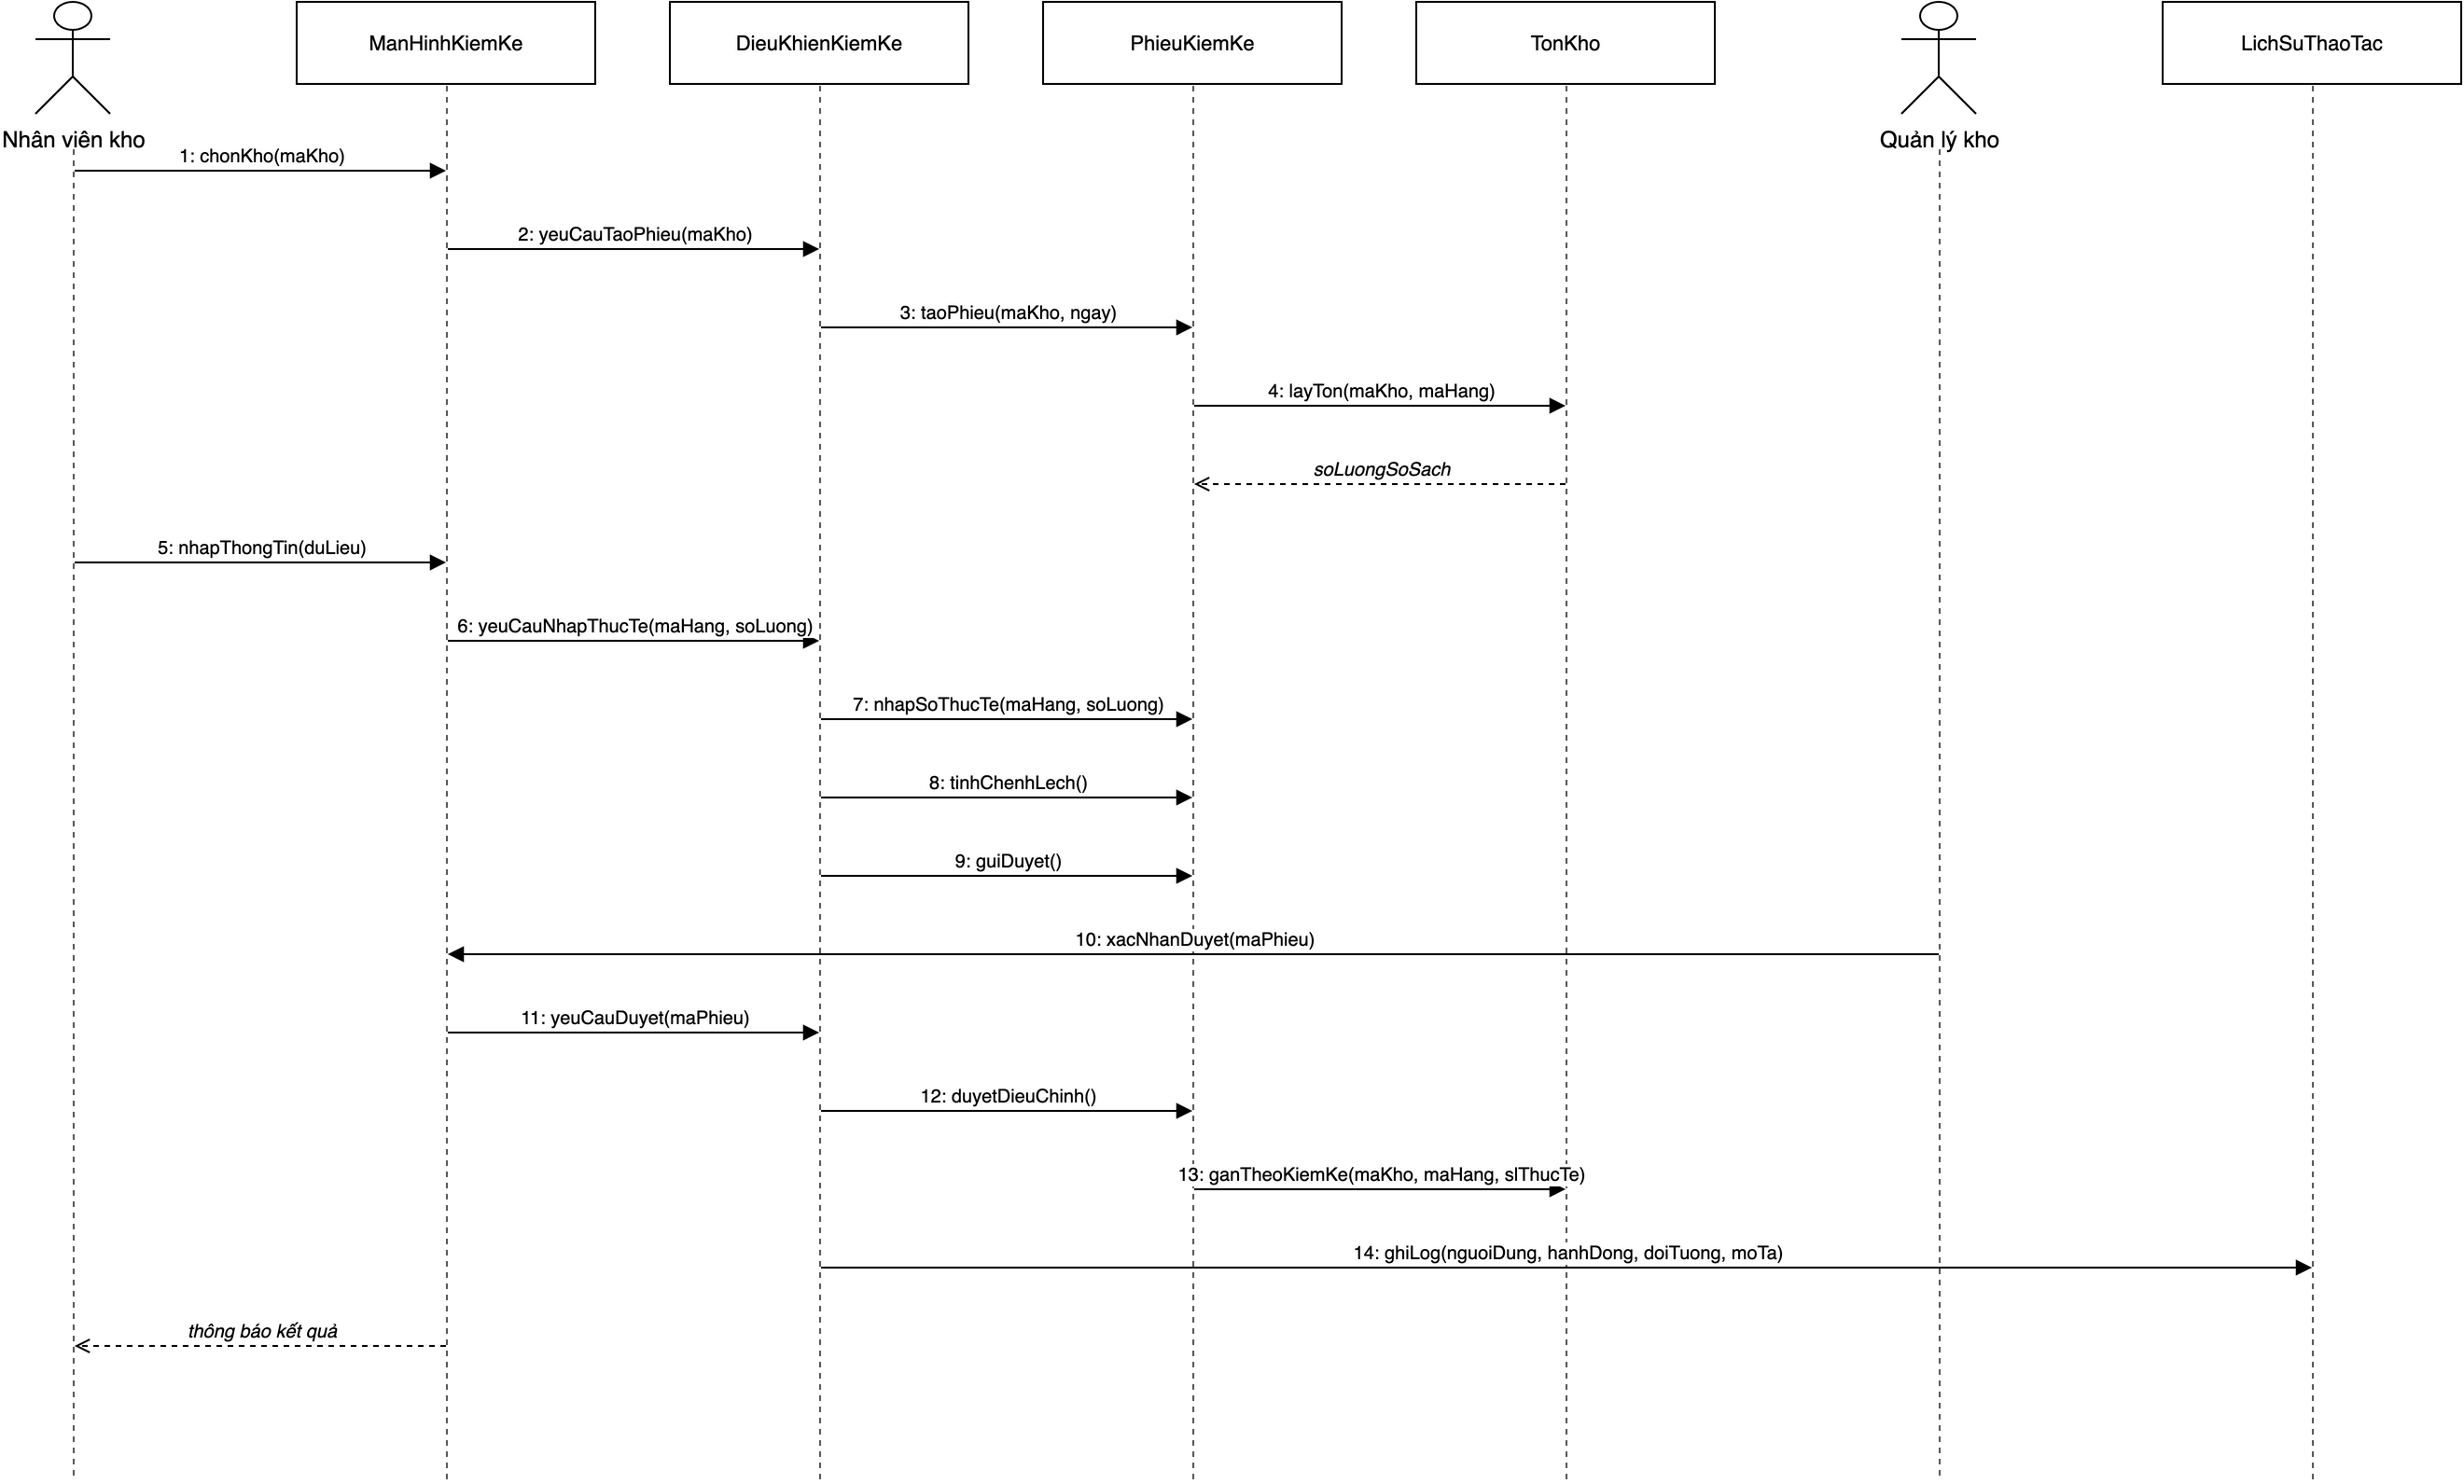 ManHinhKiemKe
DieuKhienKiemKe
PhieuKiemKe
TonKho
LichSuThaoTac
Nhân viên kho
Quản lý kho
1: chonKho(maKho)
2: yeuCauTaoPhieu(maKho)
3: taoPhieu(maKho, ngay)
4: layTon(maKho, maHang)
soLuongSoSach
5: nhapThongTin(duLieu)
6: yeuCauNhapThucTe(maHang, soLuong)
7: nhapSoThucTe(maHang, soLuong)
8: tinhChenhLech()
9: guiDuyet()
10: xacNhanDuyet(maPhieu)
11: yeuCauDuyet(maPhieu)
12: duyetDieuChinh()
13: ganTheoKiemKe(maKho, maHang, slThucTe)
14: ghiLog(nguoiDung, hanhDong, doiTuong, moTa)
thông báo kết quả